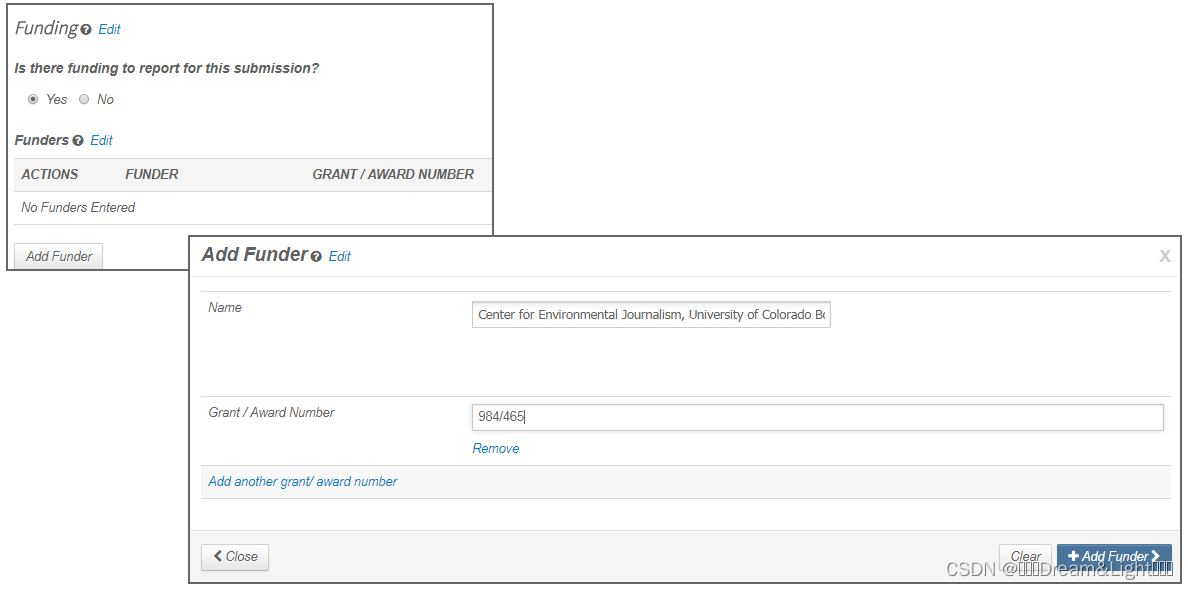 Funding Edit
Is there funding to report for this submission?
Yes No
Funders Edit
ACTIONS FUNDER GRANT / AWARD NUMBER
No Funders Entered
Add Funder
Add Funder Edit X
Name Center for Environmental Journalism, University of Colorado Bo
Grant / Award Number 984/465
Remove
Add another grant/ award number
Close Clear Add Funder
CSDN @Dream&Light